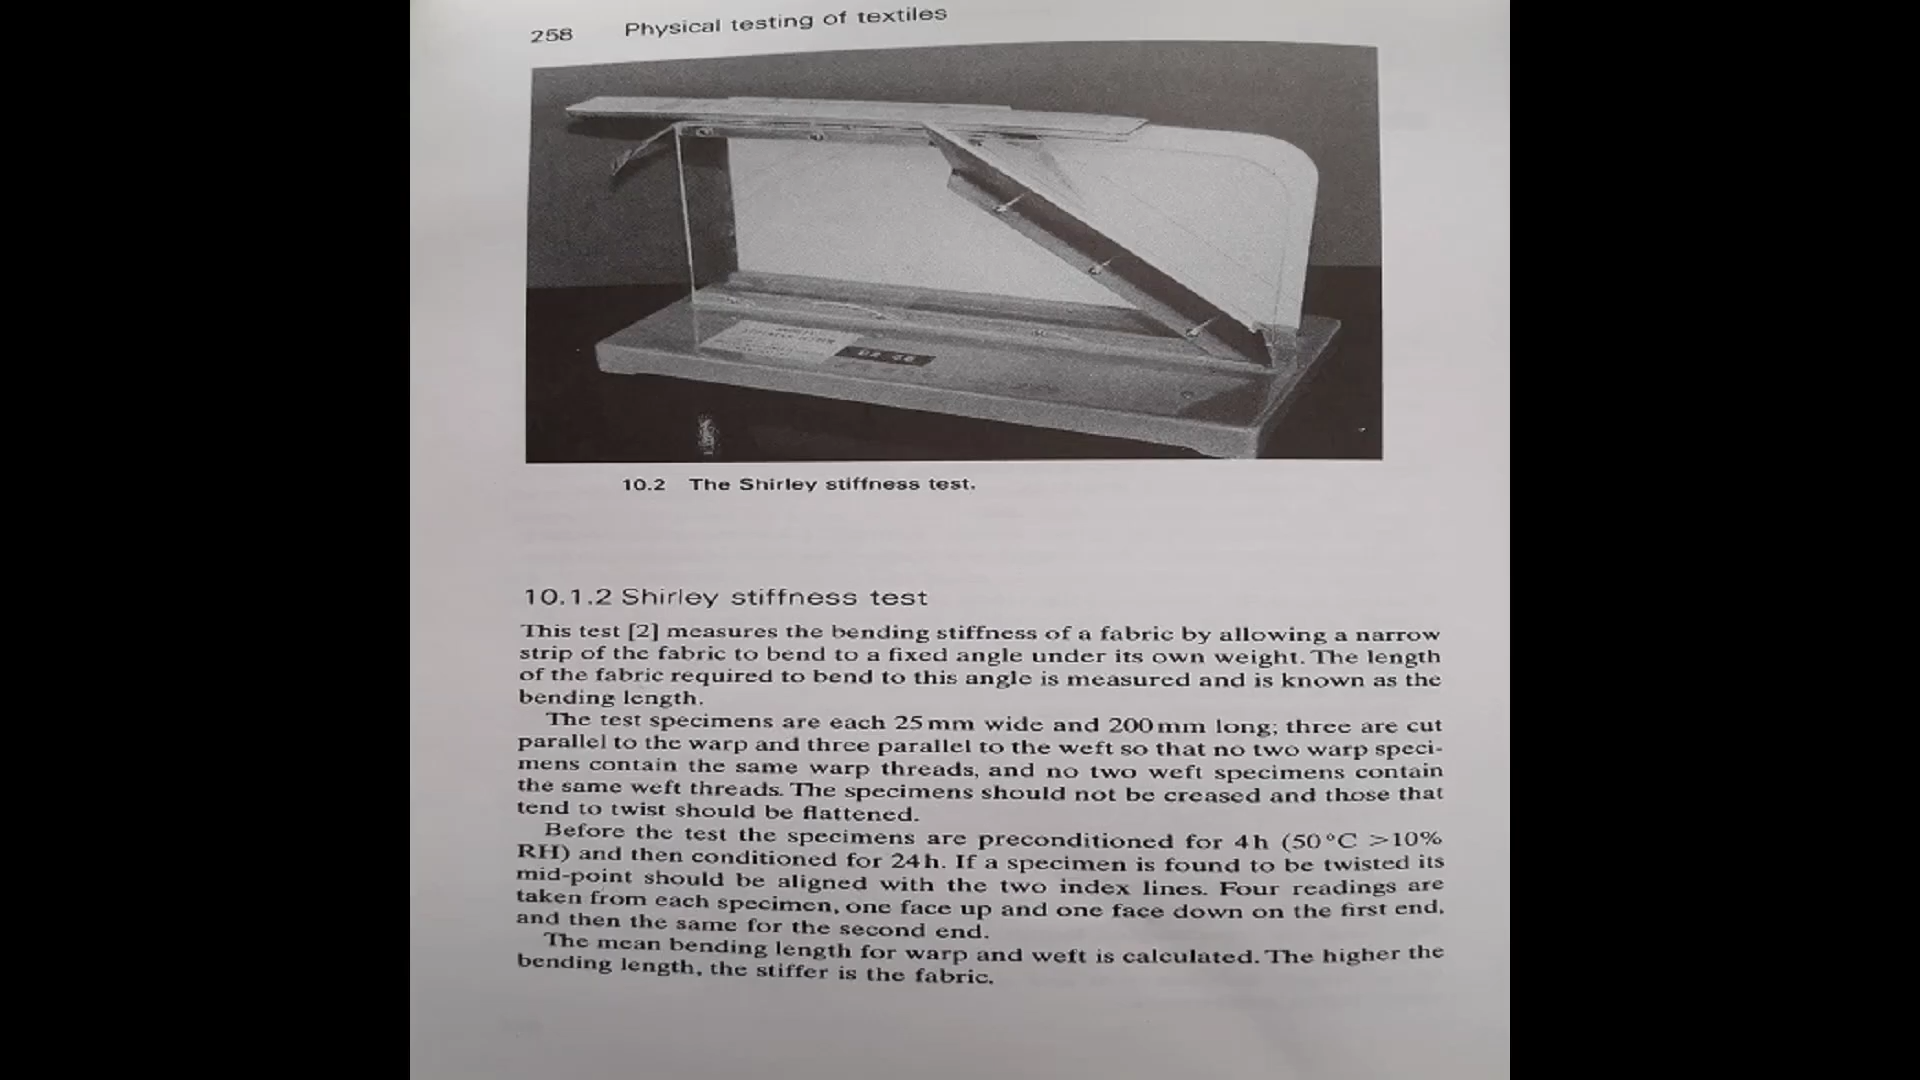 258 Physical testing of textiles
10.2 The Shirley stiffness test.
10.1.2 Shirley stiffness test
This test [2] measures the bending stiffness of a fabric by allowing a narrow
strip of the fabric to bend to a fixed angle under its own weight. The length
of the fabric required to bend to this angle is measured and is known as the
bending length.
The test specimens are each 25 mm wide and 200 mm long; three are cut
parallel to the warp and three parallel to the weft so that no two warp speci-
mens contain the same warp threads, and no two weft specimens contain
the same weft threads. The specimens should not be creased and those that
tend to twist should be flattened.
Before the test the specimens are preconditioned for 4 h (50 °C >10%
RH) and then conditioned for 24 h. If a specimen is found to be twisted its
mid-point should be aligned with the two index lines. Four readings are
taken from each specimen, one face up and one face down on the first end,
and then the same for the second end.
The mean bending length for warp and weft is calculated. The higher the
bending length, the stiffer is the fabric.